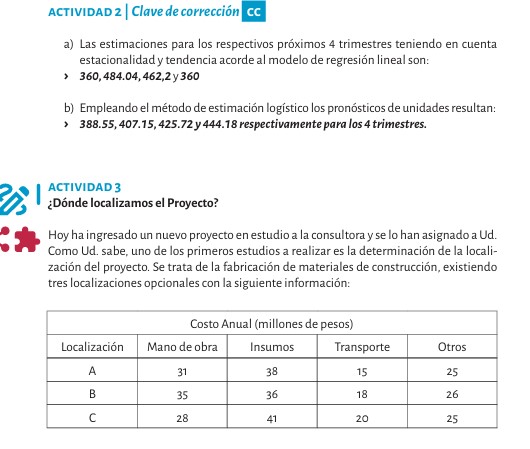 ACTIVIDAD 2 | Clave de corrección CC
a) Las estimaciones para los respectivos próximos 4 trimestres teniendo en cuenta
estacionalidad y tendencia acorde al modelo de regresión lineal son:
› 360, 484.04, 462,2 y 360
b) Empleando el método de estimación logístico los pronósticos de unidades resultan:
› 388.55, 407.15, 425.72 y 444.18 respectivamente para los 4 trimestres.
ACTIVIDAD 3
¿Dónde localizamos el Proyecto?
Hoy ha ingresado un nuevo proyecto en estudio a la consultora y se lo han asignado a Ud.
Como Ud. sabe, uno de los primeros estudios a realizar es la determinación de la locali-
zación del proyecto. Se trata de la fabricación de materiales de construcción, existiendo
tres localizaciones opcionales con la siguiente información:
Costo Anual (millones de pesos)
Localización Mano de obra Insumos Transporte Otros
A 31 38 15 25
B 35 36 18 26
C 28 41 20 25